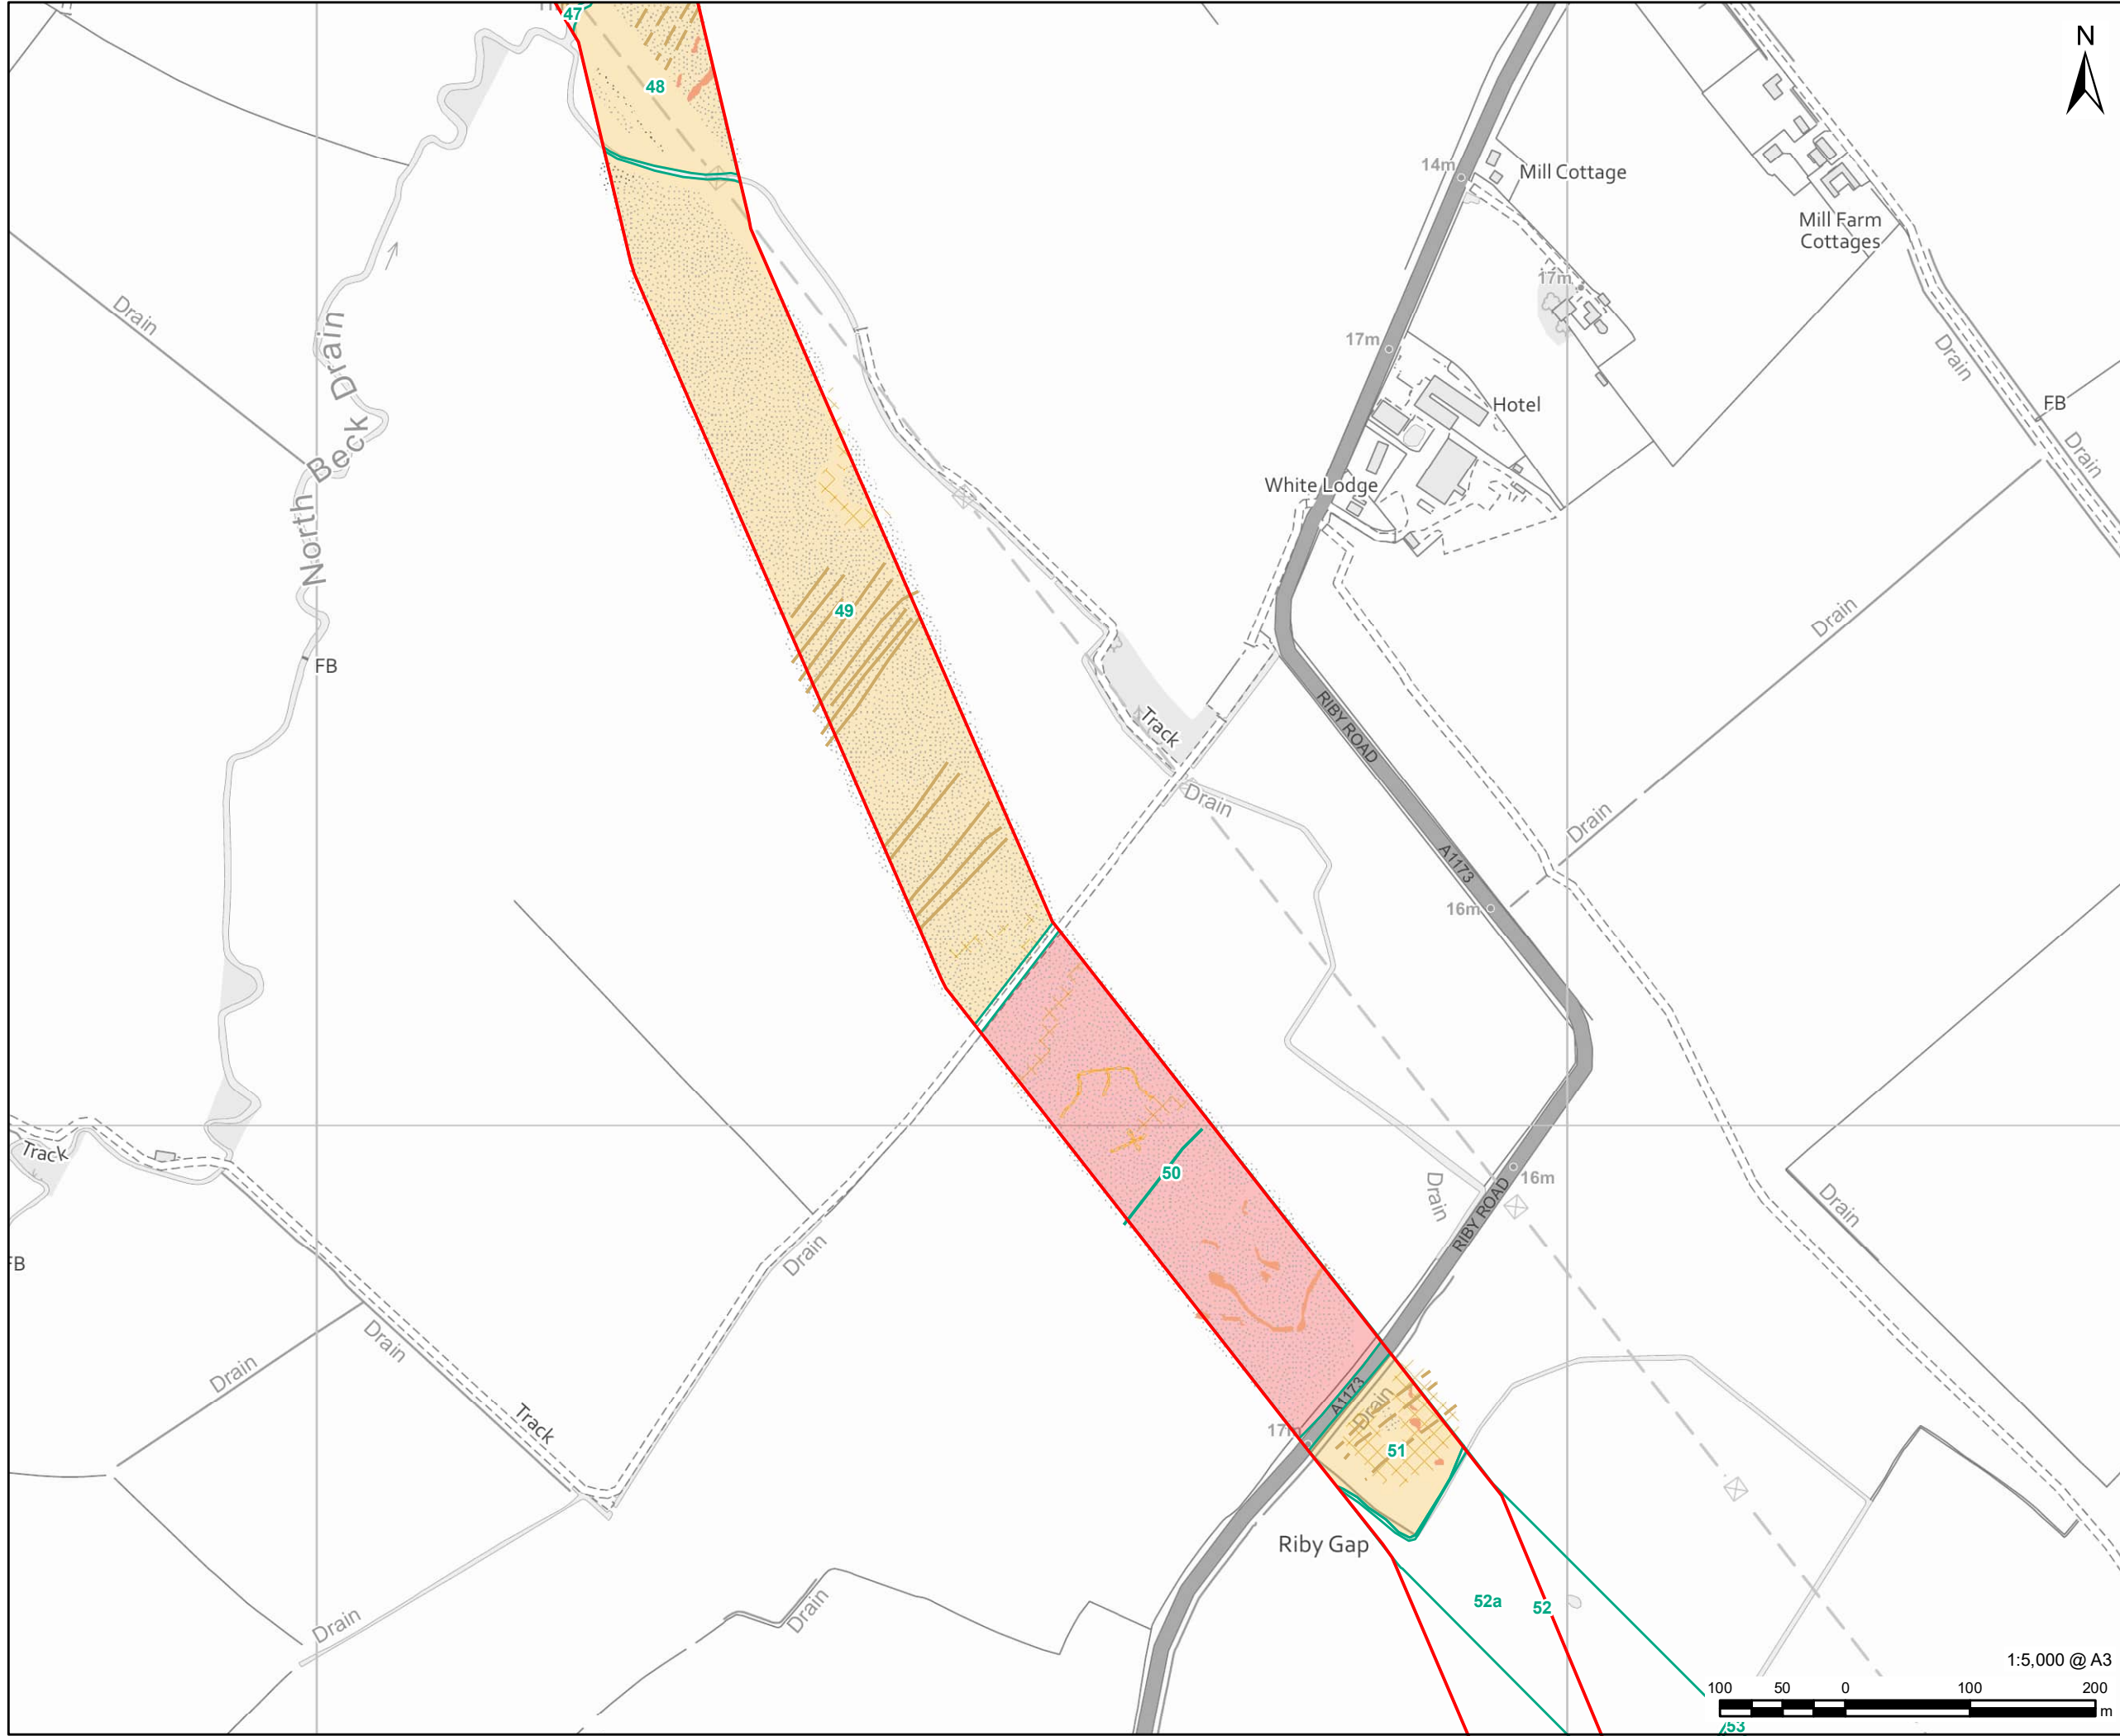 47
N
48
14m
Mill Cottage
Mill Farm
Cottages
17m
Drain
17m
Drain
Hotel
FB
Drain
North Beck Drain
White Lodge
49
Drain
FB
RIBY ROAD
Track
Drain
Drain
A1173
16m
Track
50
16m
Drain
Drain
RIBY ROAD
Drain
FB
Drain
Drain
A1173
Drain
Track
17m
51
Riby Gap
52a
52
Drain
Drain
1:5,000 @ A3
100 50 0 100 200
m
53